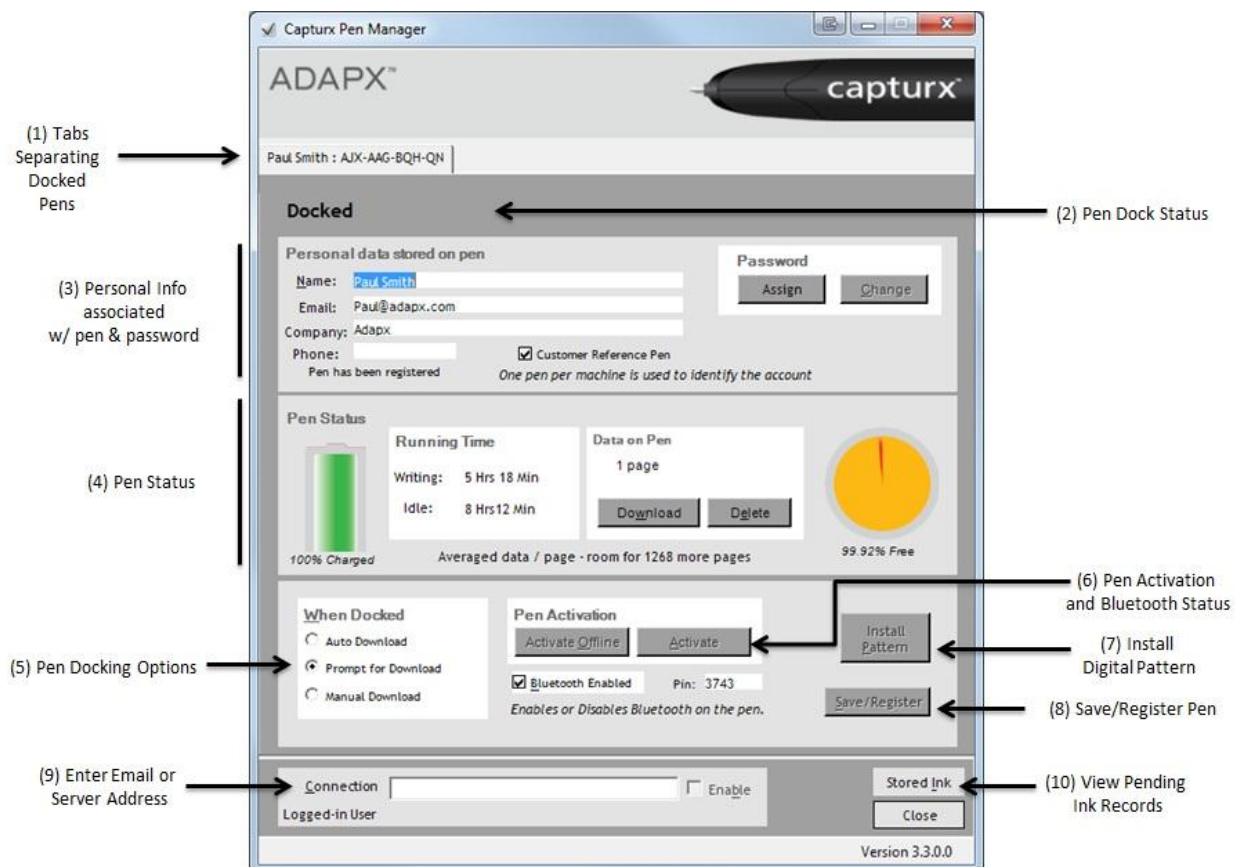 Capturx Pen Manager
ADAPX™
capturx™
(1) Tabs
Separating
Docked
Pens
Paul Smith : AJX-AAG-BQH-QN
Docked
(2) Pen Dock Status
(3) Personal Info
associated
w/ pen & password
Personal data stored on pen
Name: Paul Smith
Email: Paul@adapx.com
Company: Adapx
Phone:
Pen has been registered
Customer Reference Pen
One pen per machine is used to identify the account
Password
Assign
Change
(4) Pen Status
Pen Status
100% Charged
Running Time
Writing: 5 Hrs 18 Min
Idle: 8 Hrs12 Min
Data on Pen
1 page
Download
Delete
Averaged data / page - room for 1268 more pages
99.92% Free
(5) Pen Docking Options
When Docked
Auto Download
Prompt for Download
Manual Download
Pen Activation
Activate Offline
Activate
Bluetooth Enabled
Pin: 3743
Enables or Disables Bluetooth on the pen.
Install
Pattern
Save/Register
(6) Pen Activation
and Bluetooth Status
(7) Install
Digital Pattern
(8) Save/Register Pen
(9) Enter Email or
Server Address
Connection
Enable
Logged-in User
Stored Ink
Close
(10) View Pending
Ink Records
Version 3.3.0.0